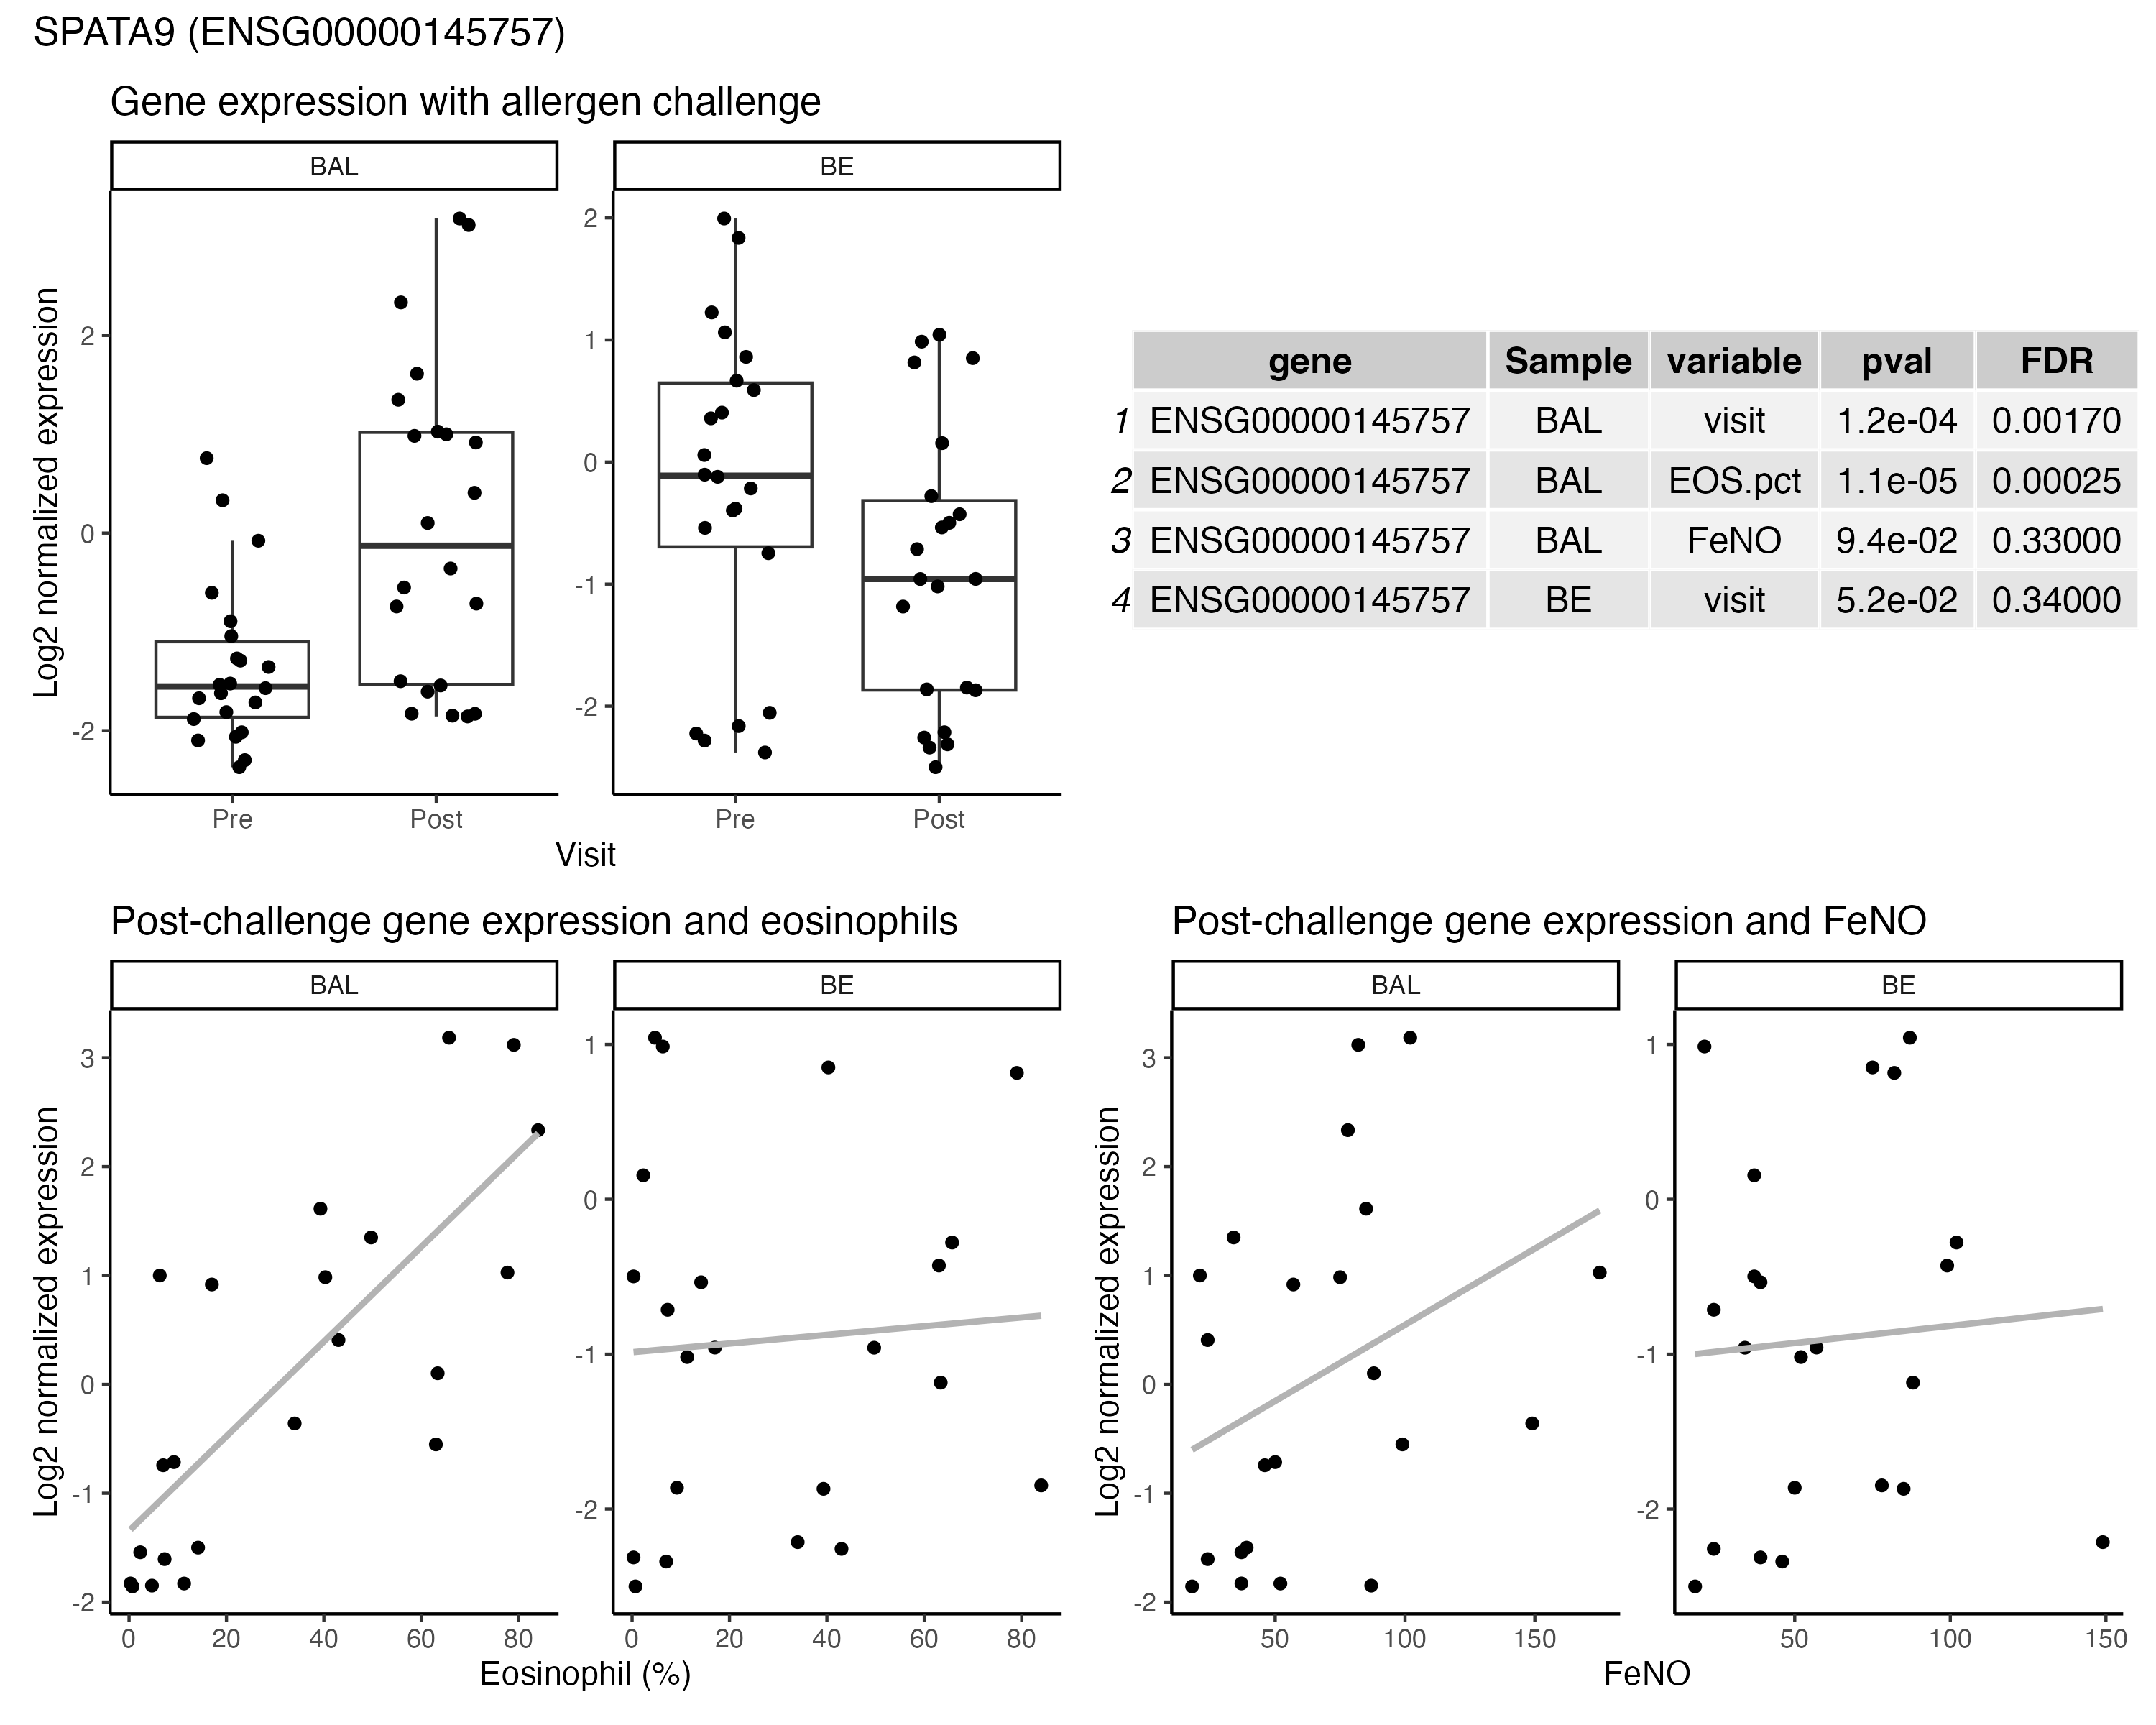 SPATA9 (ENSG00000145757)
Gene expression with allergen challenge
BAL
BE
Log2 normalized expression
2
0
-2
2
1
0
-1
-2
Pre
Post
Pre
Post
Visit
gene Sample variable pval FDR
1 ENSG00000145757 BAL visit 1.2e-04 0.00170
2 ENSG00000145757 BAL EOS.pct 1.1e-05 0.00025
3 ENSG00000145757 BAL FeNO 9.4e-02 0.33000
4 ENSG00000145757 BE visit 5.2e-02 0.34000
Post-challenge gene expression and eosinophils
BAL
BE
Log2 normalized expression
3
2
1
0
-1
-2
1
0
-1
-2
0 20 40 60 80
0 20 40 60 80
Eosinophil (%)
Post-challenge gene expression and FeNO
BAL
BE
Log2 normalized expression
3
2
1
0
-1
-2
1
0
-1
-2
50 100 150
50 100 150
FeNO